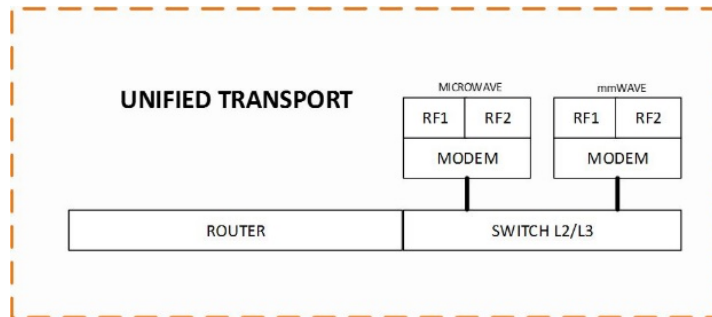 MICROWAVE mmWAVE
UNIFIED TRANSPORT
RF1 RF2 RF1 RF2
MODEM MODEM
ROUTER SWITCH L2/L3